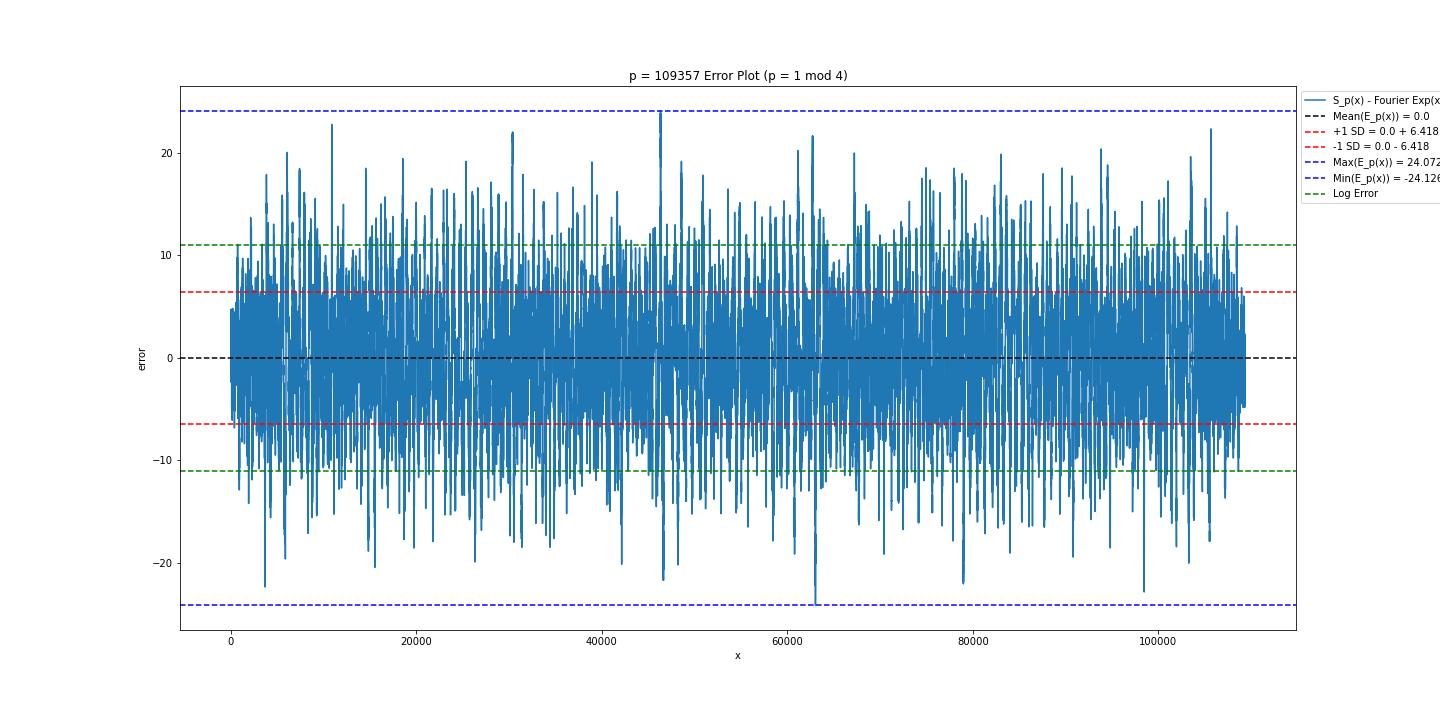 p = 109357 Error Plot (p = 1 mod 4)
S_p(x) - Fourier Exp(x
Mean(E_p(x)) = 0.0
+1 SD = 0.0 + 6.418
-1 SD = 0.0 - 6.418
Max(E_p(x)) = 24.072
Min(E_p(x)) = -24.126
Log Error
error
20
10
0
−10
−20
0 20000 40000 60000 80000 100000
x